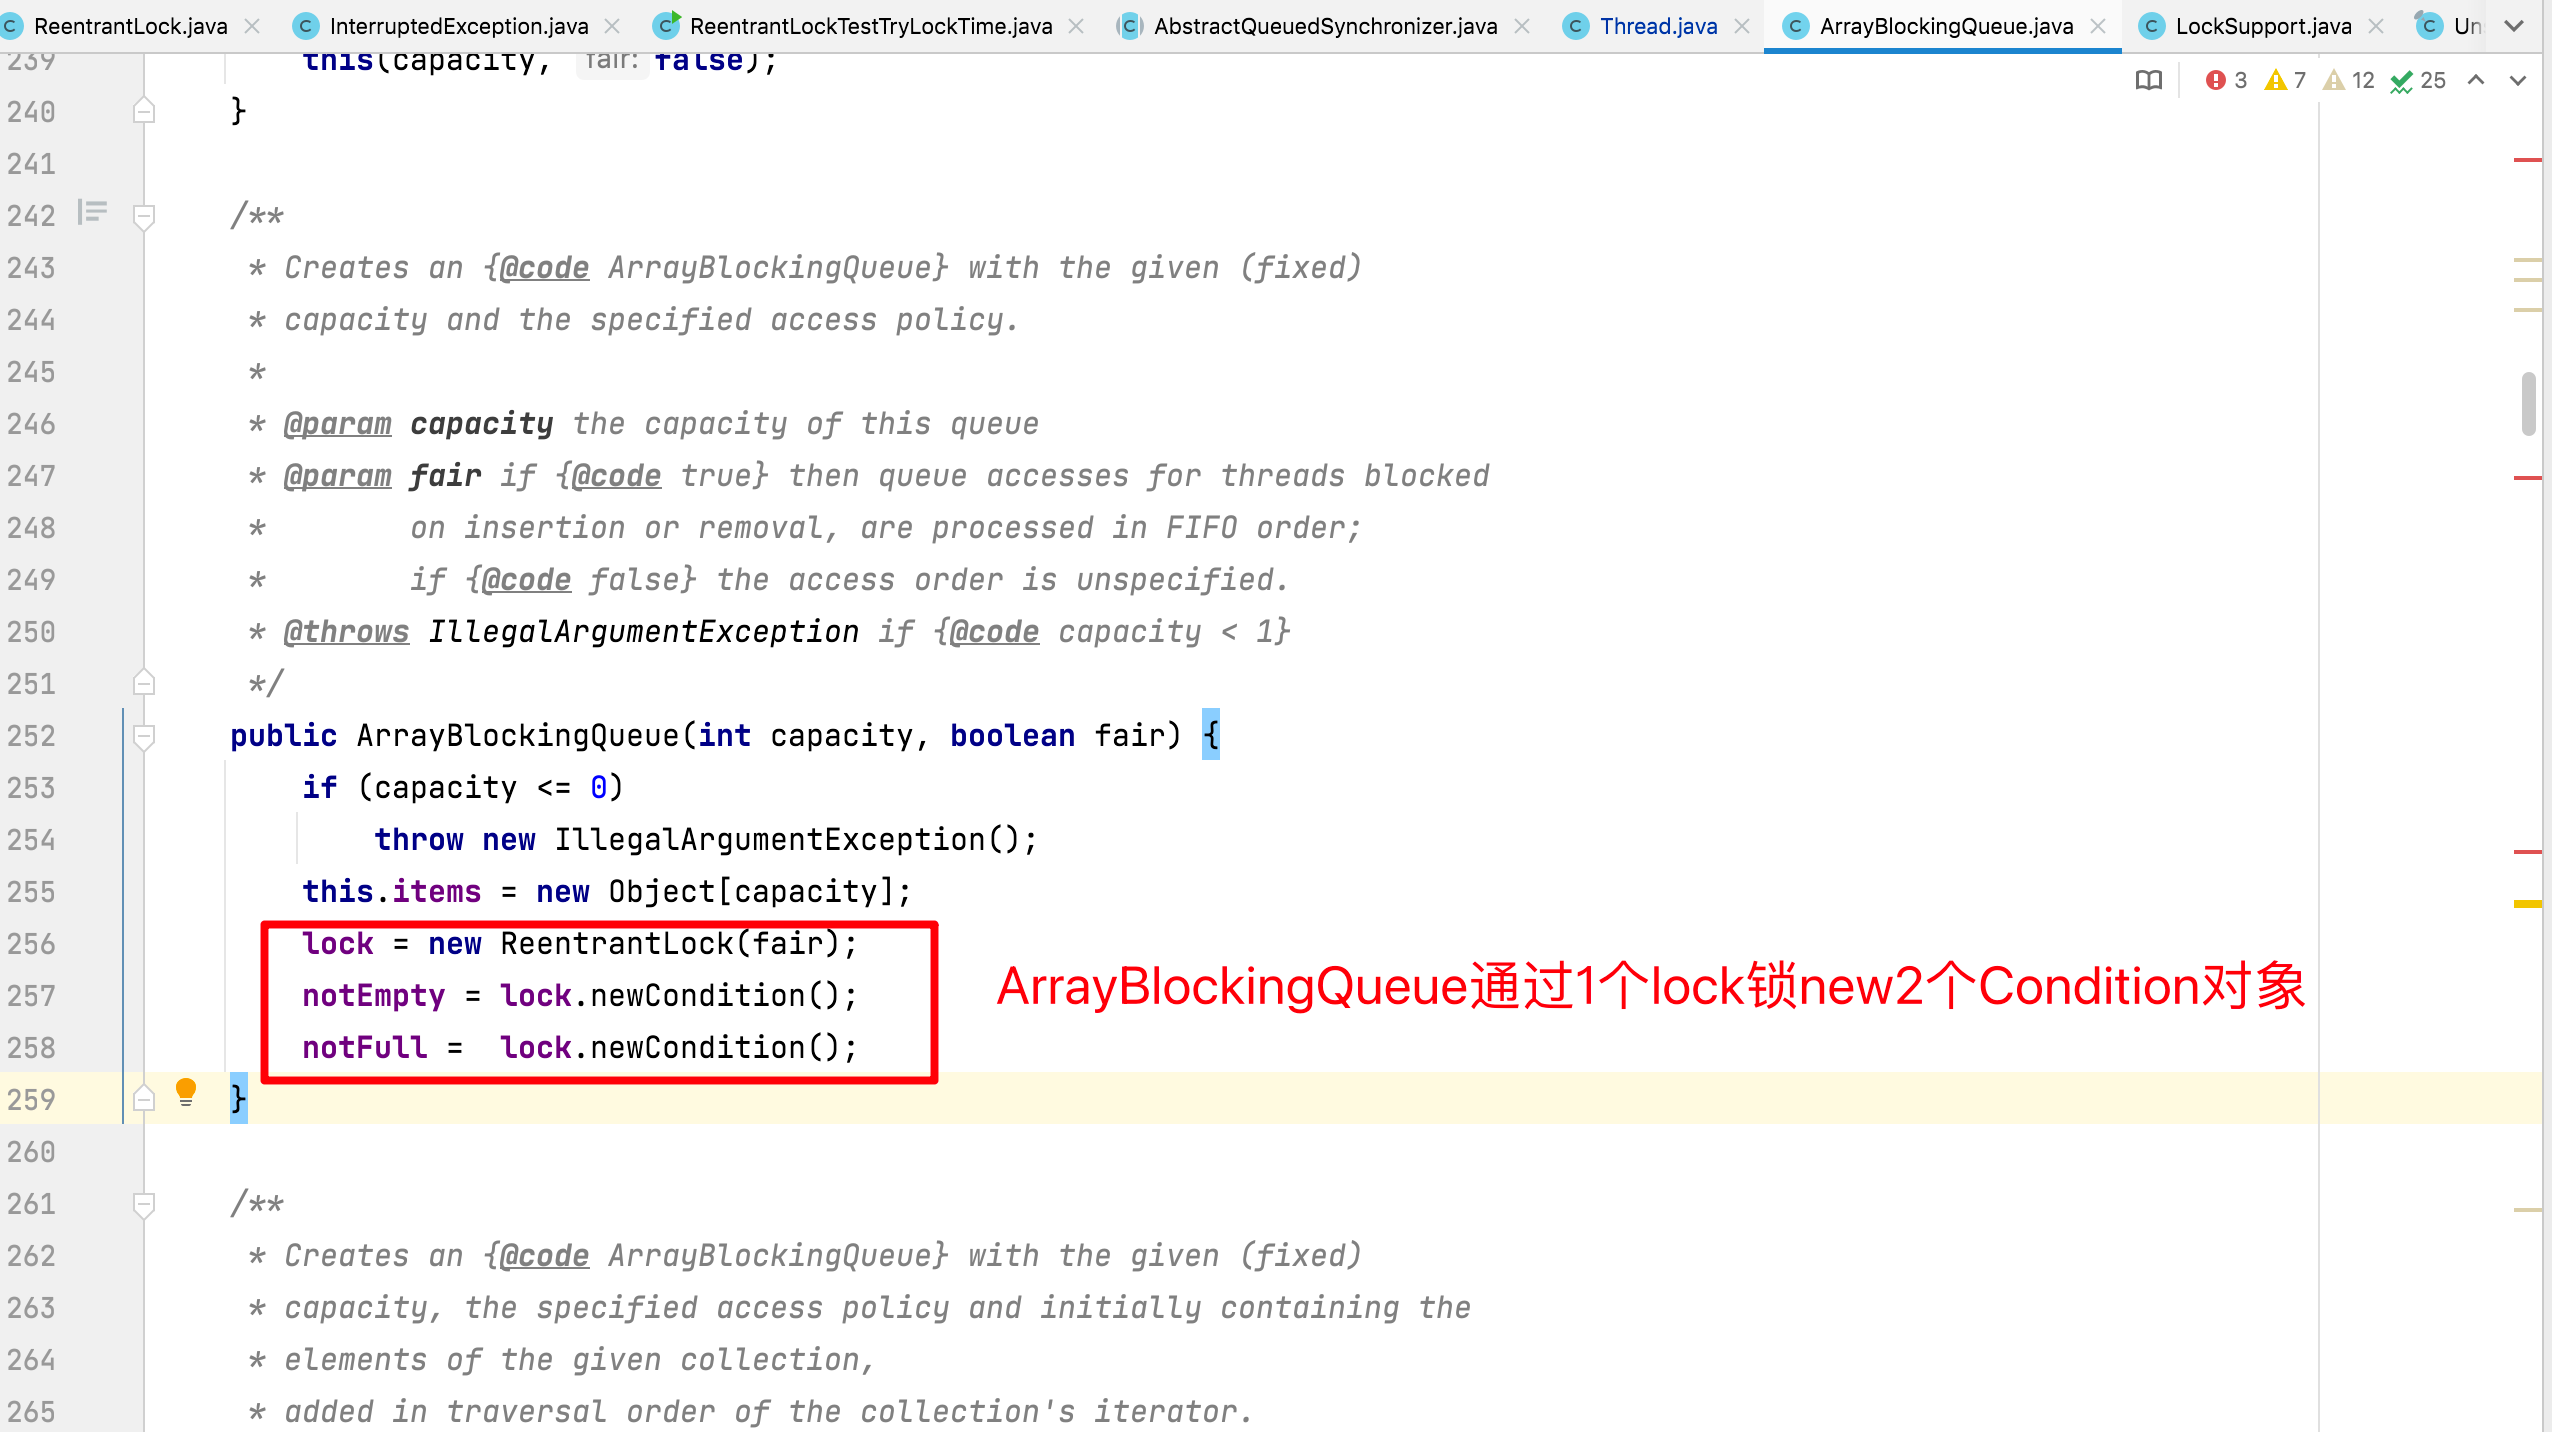 ReentrantLock.java InterruptedException.java ReentrantLockTestTryLockTime.java AbstractQueuedSynchronizer.java Thread.java ArrayBlockingQueue.java LockSupport.java
3 7 12 25
239 this(capacity, fair: false);
240 }
241
242 /**
243 * Creates an {@code ArrayBlockingQueue} with the given (fixed)
244 * capacity and the specified access policy.
245 *
246 * @param capacity the capacity of this queue
247 * @param fair if {@code true} then queue accesses for threads blocked
248 * on insertion or removal, are processed in FIFO order;
249 * if {@code false} the access order is unspecified.
250 * @throws IllegalArgumentException if {@code capacity < 1}
251 */
252 public ArrayBlockingQueue(int capacity, boolean fair) {
253 if (capacity <= 0)
254 throw new IllegalArgumentException();
255 this.items = new Object[capacity];
256 lock = new ReentrantLock(fair);
257 notEmpty = lock.newCondition();
ArrayBlockingQueue通过1个lock锁new2个Condition对象
258 notFull =  lock.newCondition();
259 }
260
261 /**
262 * Creates an {@code ArrayBlockingQueue} with the given (fixed)
263 * capacity, the specified access policy and initially containing the
264 * elements of the given collection,
265 * added in traversal order of the collection's iterator.